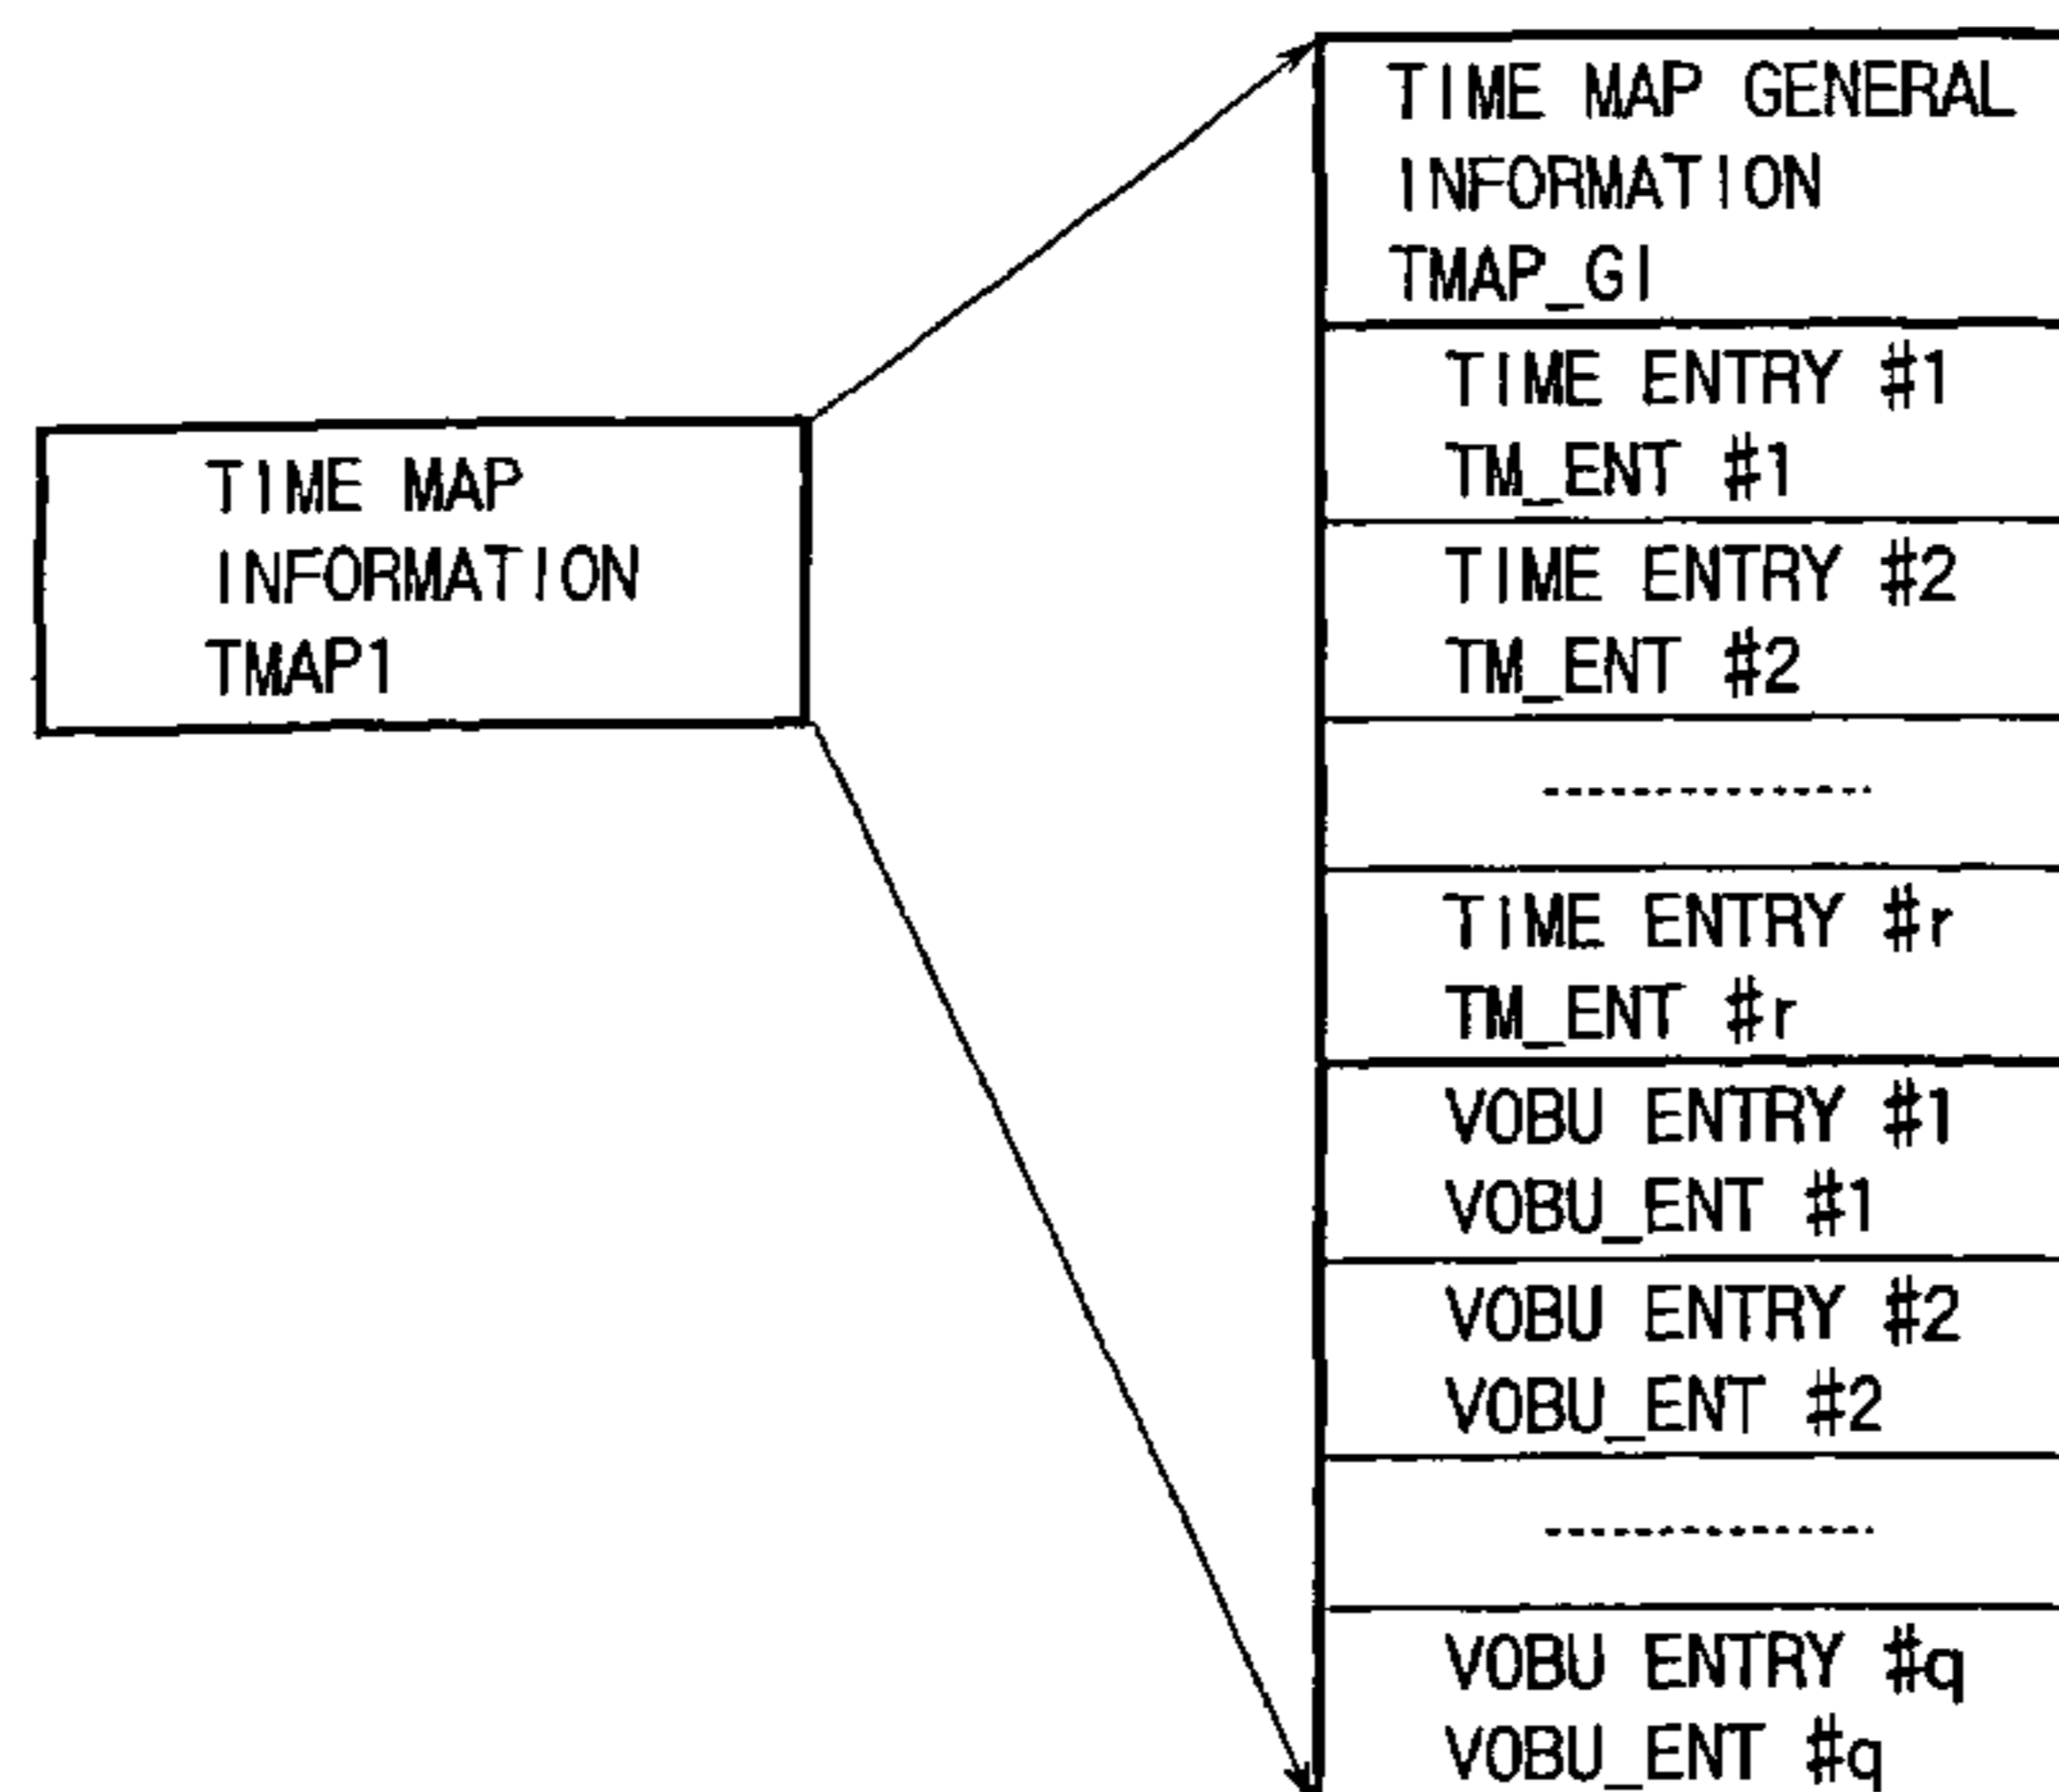 TIME MAP
INFORMATION
TMAP1
TIME MAP GENERAL
INFORMATION
TMAP_GI
TIME ENTRY #1
TM_ENT #1
TIME ENTRY #2
TM_ENT #2
TIME ENTRY #r
TM_ENT #r
VOBU ENTRY #1
VOBU_ENT #1
VOBU ENTRY #2
VOBU_ENT #2
VOBU ENTRY #q
VOBU_ENT #q